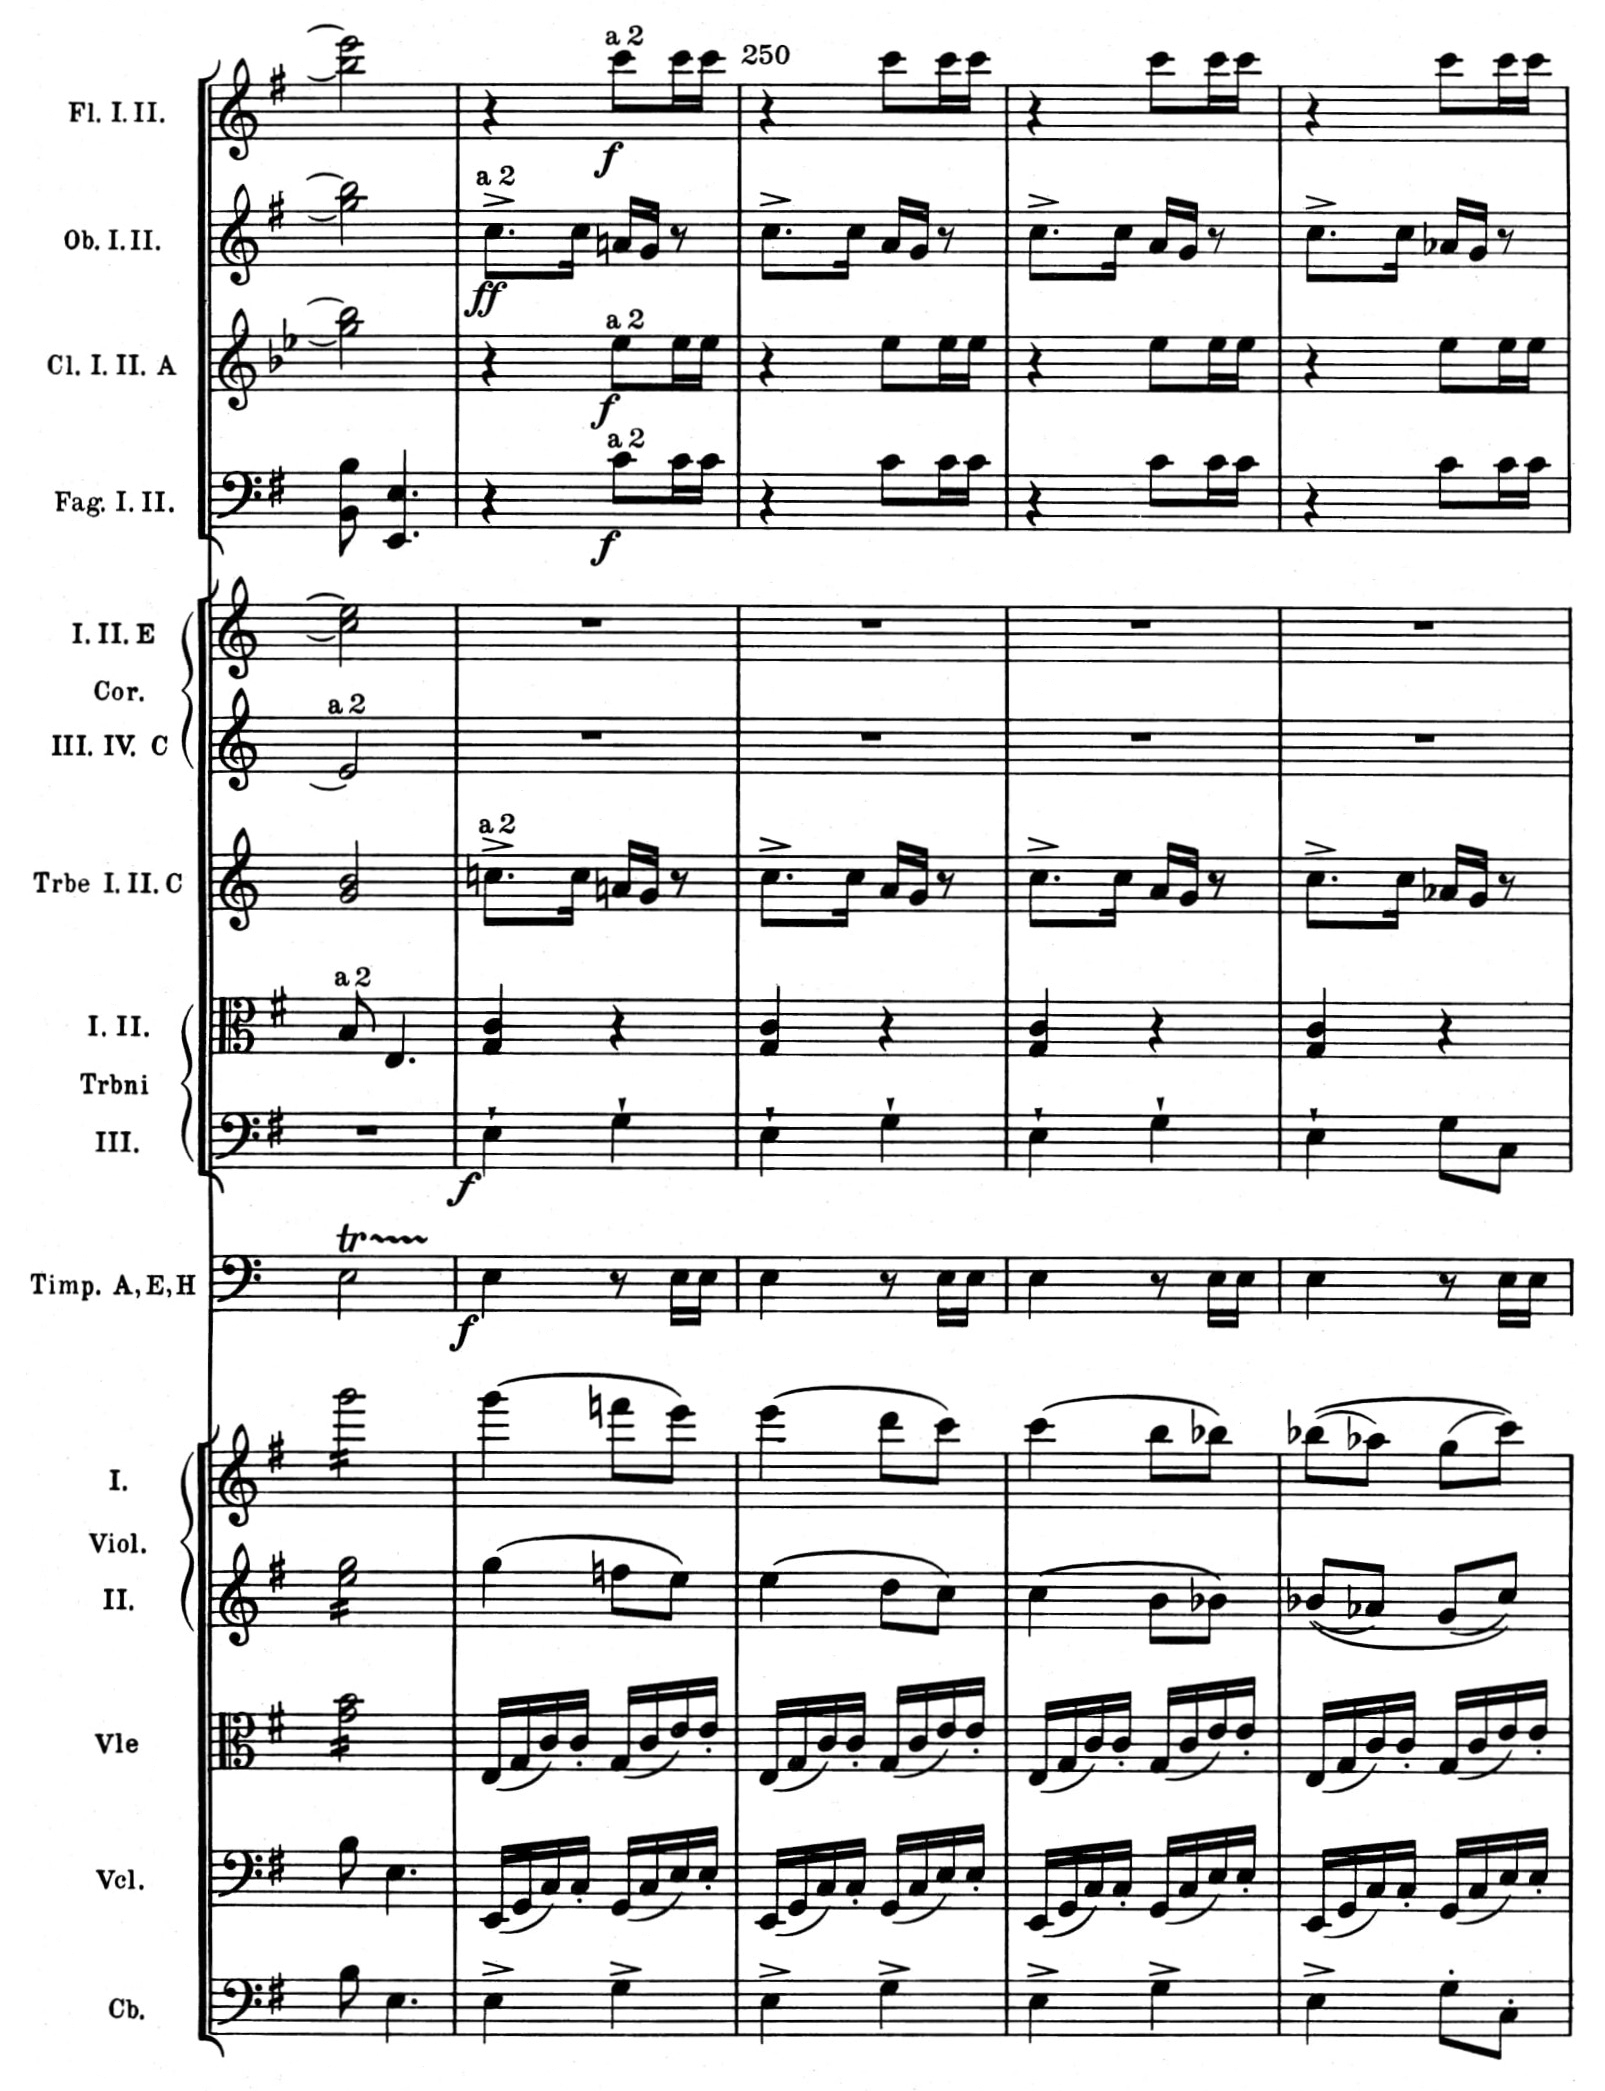 a 2
250
Fl. I. II.
f
a 2
Ob. I. II.
ff
a 2
Cl. I. II. A
f
a 2
Fag. I. II.
f
I. II. E
Cor.
a 2
III. IV. C
a 2
Trbe I. II. C
a 2
I. II.
Trbni
III.
f
tr
Timp. A, E, H
f
I.
Viol.
II.
Vle
Vcl.
Cb.